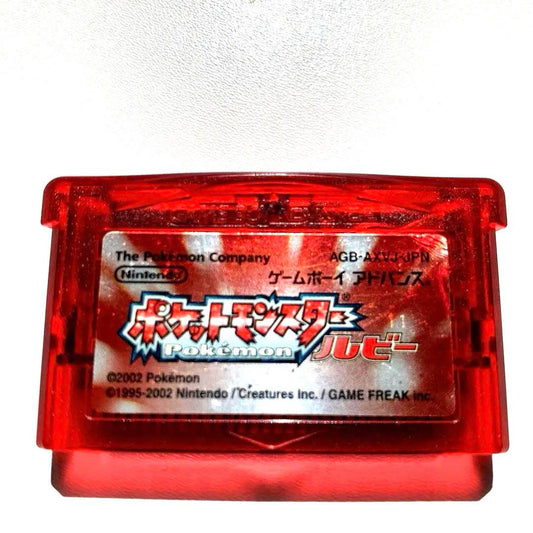 The Pokémon Company AGB-AXVJ-JPN
Nintendo ゲームボーイ アドバンス
ポケットモンスター®
Pokémon ルビー
©2002 Pokémon
©1995-2002 Nintendo / Creatures Inc. / GAME FREAK inc.